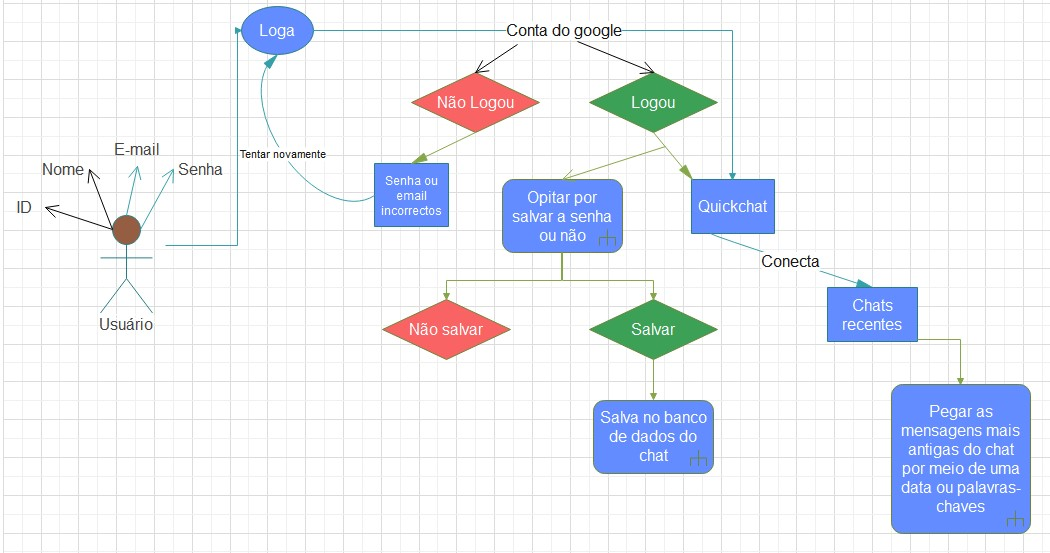 Loga
Conta do google
Não Logou
Logou
Tentar novamente
E-mail
Nome
Senha
ID
Usuário
Senha ou
email
incorrectos
Opitar por
salvar a senha
ou não
Quickchat
Conecta
Não salvar
Salvar
Chats
recentes
Salva no banco
de dados do
chat
Pegar as
mensagens mais
antigas do chat
por meio de uma
data ou palavras-
chaves